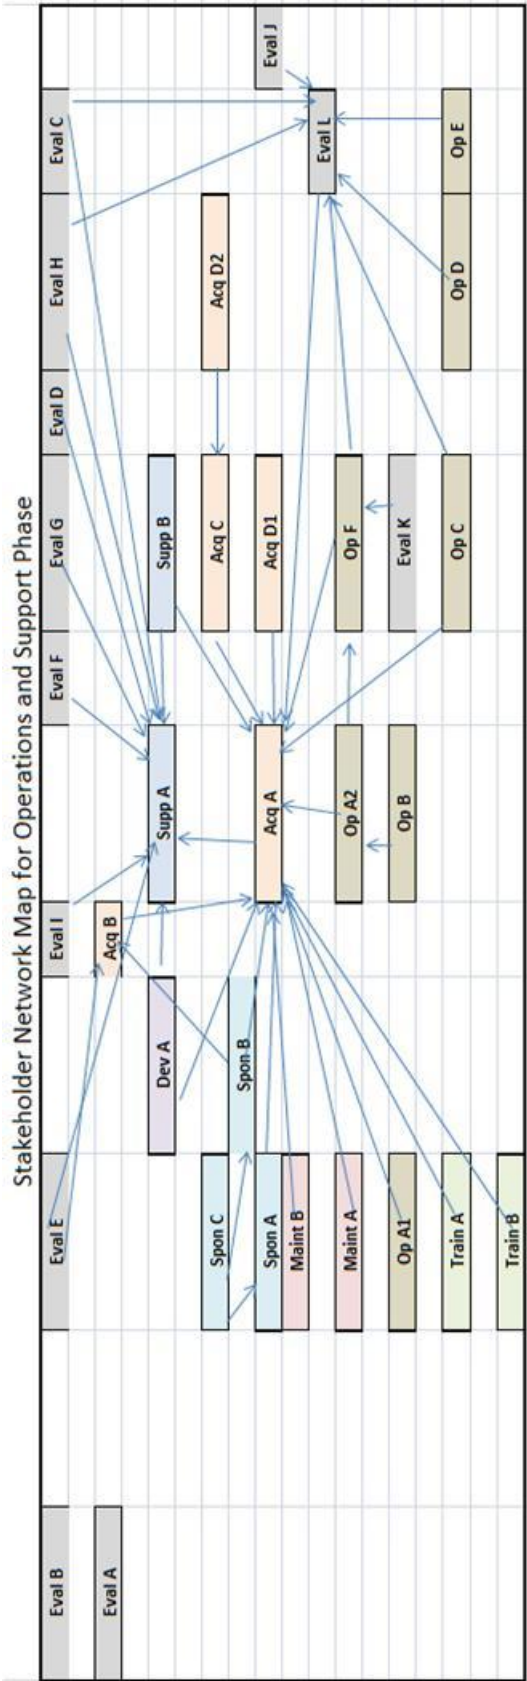 Stakeholder Network Map for Operations and Support Phase
Eval B
Eval E
Eval I
Eval F
Eval G
Eval D
Eval H
Eval C
Eval A
Acq B
Dev A
Supp A
Supp B
Spon C
Acq C
Acq D2
Spon B
Spon A
Acq A
Acq D1
Eval J
Maint B
Eval L
Maint A
Op A2
Op F
Op A1
Op B
Eval K
Train A
Op C
Op D
Op E
Train B